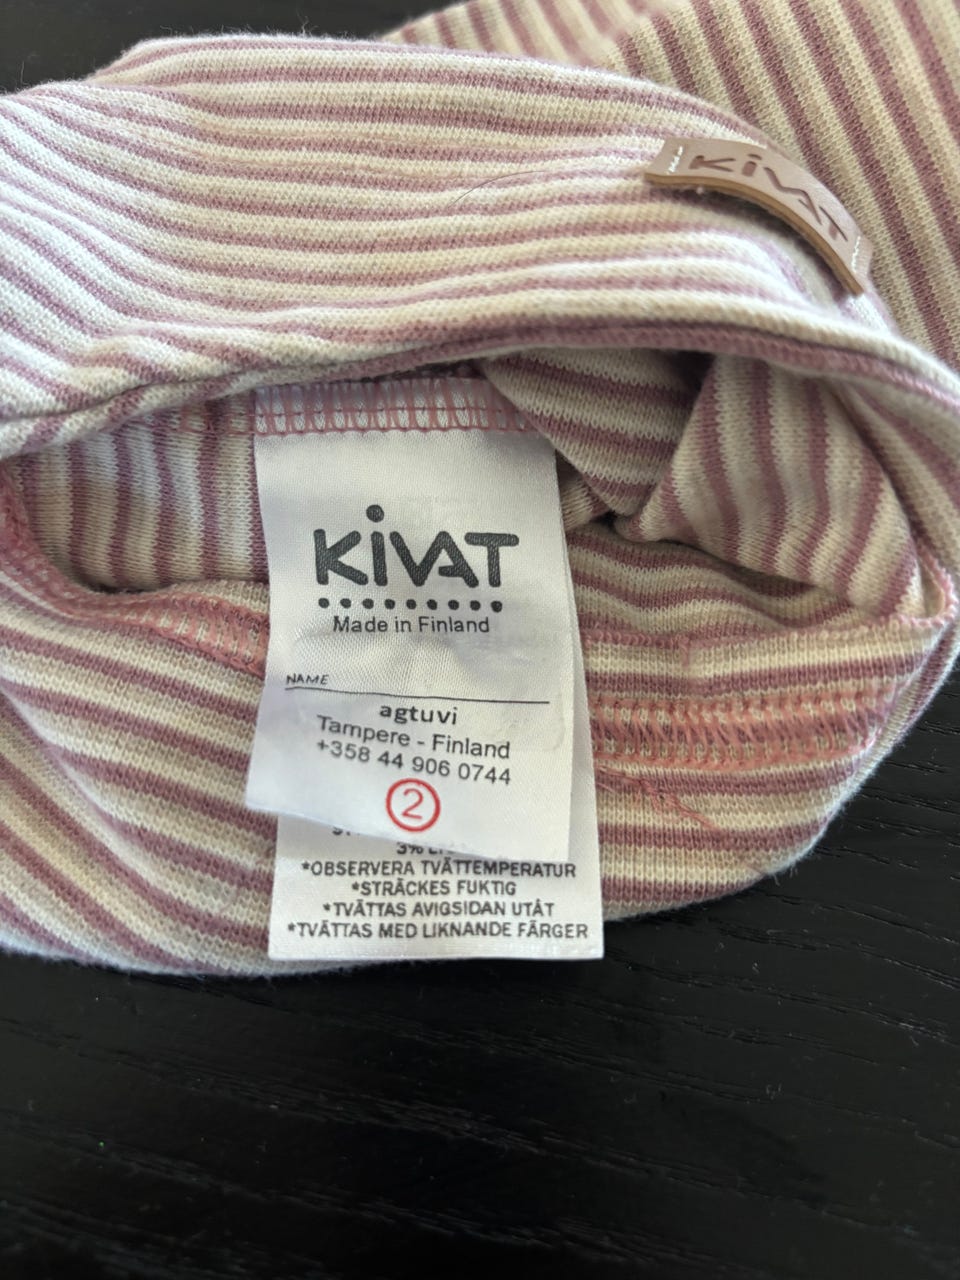 KiVAT
KiVAT
Made in Finland
NAME
agtuvi
Tampere - Finland
+358 44 906 0744
2
3%
*OBSERVERA TVÄTTEMPERATUR
*STRÄCKES FUKTIG
*TVÄTTAS AVIGSIDAN UTÅT
*TVÄTTAS MED LIKNANDE FÄRGER